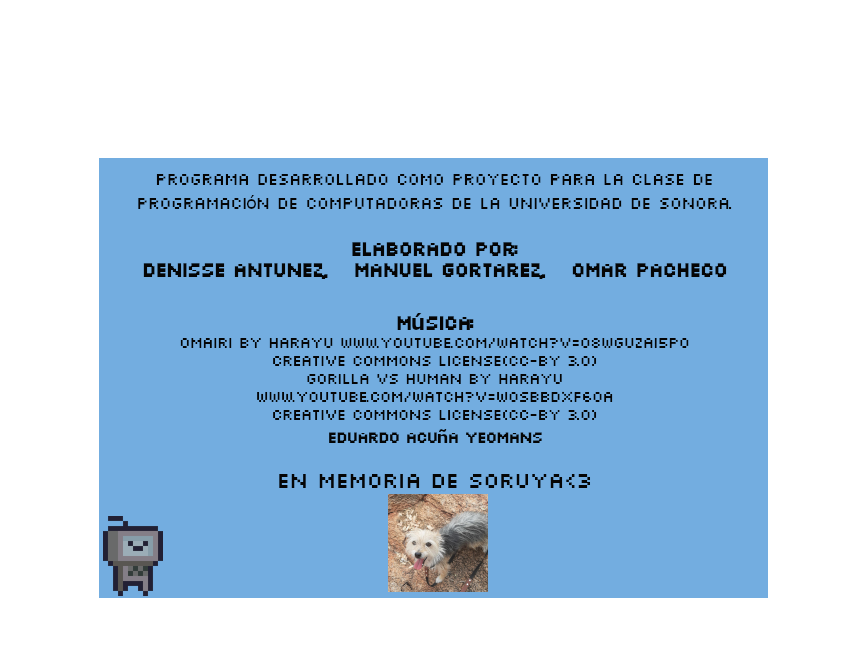 PROGRAMA DESARROLLADO COMO PROYECTO PARA LA CLASE DE
PROGRAMACIÓN DE COMPUTADORAS DE LA UNIVERSIDAD DE SONORA.
ELABORADO POR:
DENISSE ANTUNEZ, MANUEL GORTAREZ, OMAR PACHECO
MÚSICA:
OMAIRI BY HARAYU WWW.YOUTUBE.COM/WATCH?V=O8WGUZAI5PO
CREATIVE COMMONS LICENSE(CC-BY 3.0)
GORILLA VS HUMAN BY HARAYU
WWW.YOUTUBE.COM/WATCH?V=WOSBBDXF6OA
CREATIVE COMMONS LICENSE(CC-BY 3.0)
EDUARDO ACUÑA YEOMANS
EN MEMORIA DE SORUYA<3